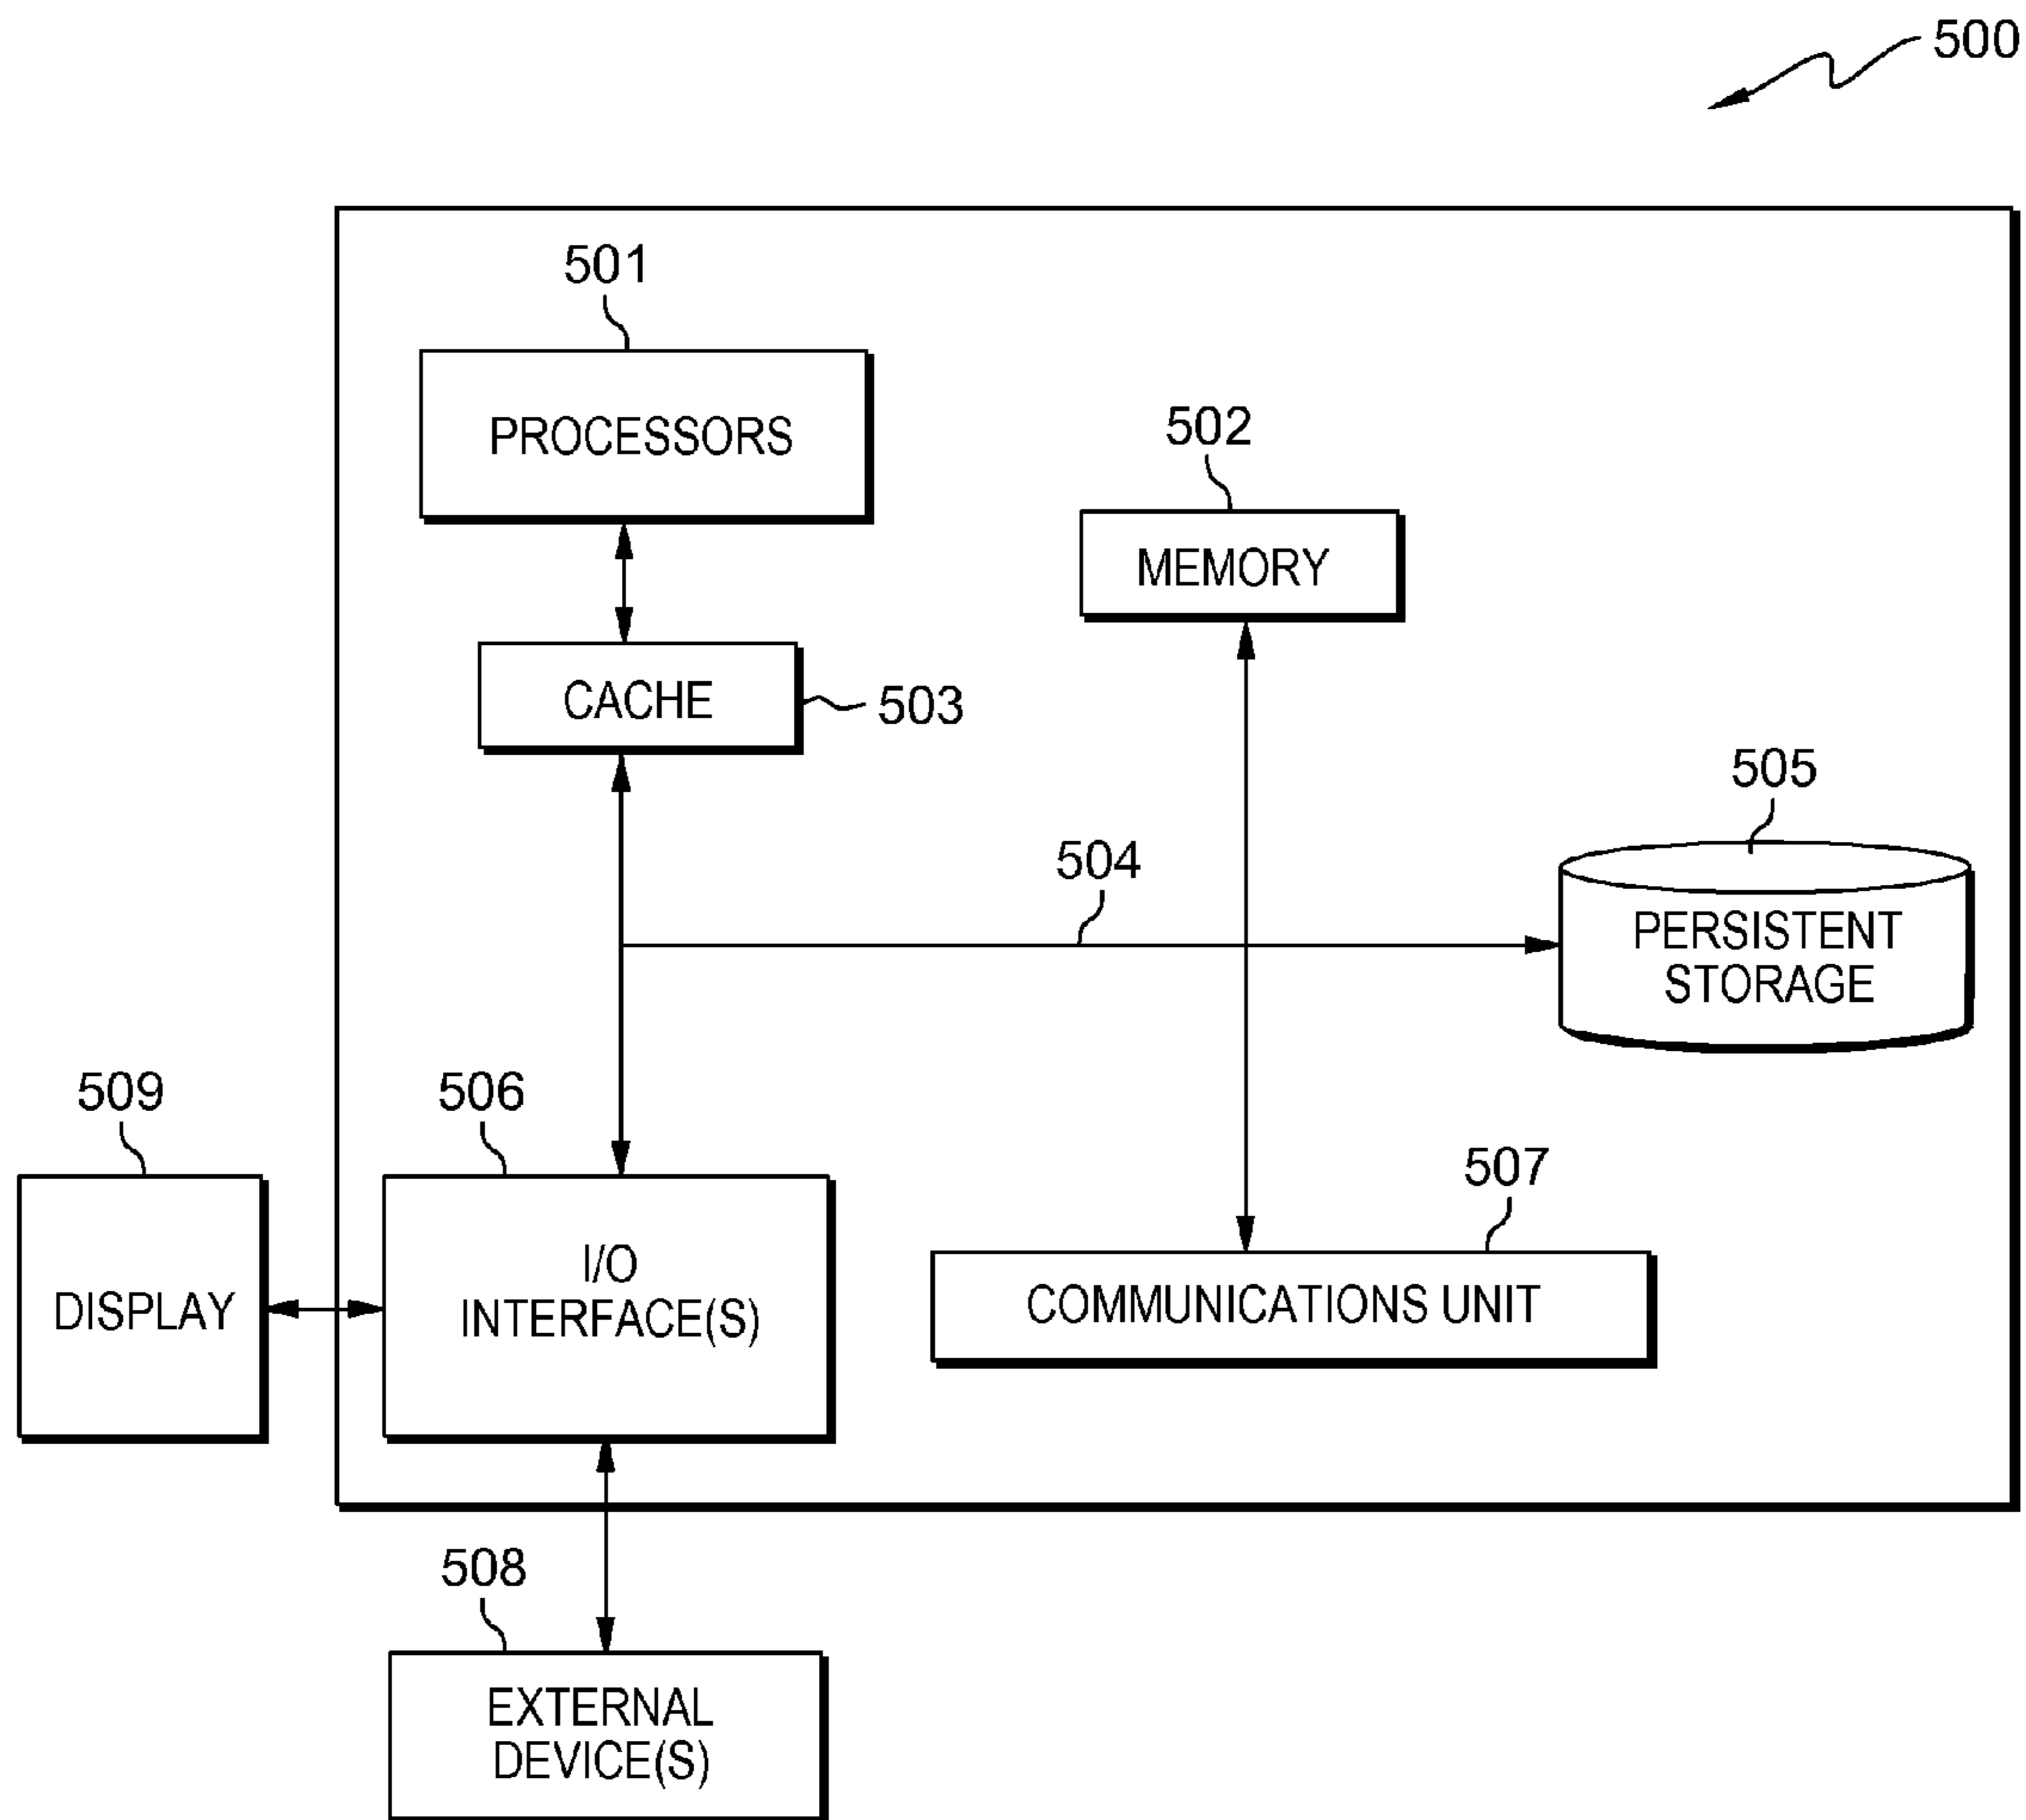 500
501
PROCESSORS
502
MEMORY
CACHE
503
505
504
PERSISTENT
STORAGE
509
506
507
DISPLAY
I/O
INTERFACE(S)
COMMUNICATIONS UNIT
508
EXTERNAL
DEVICE(S)